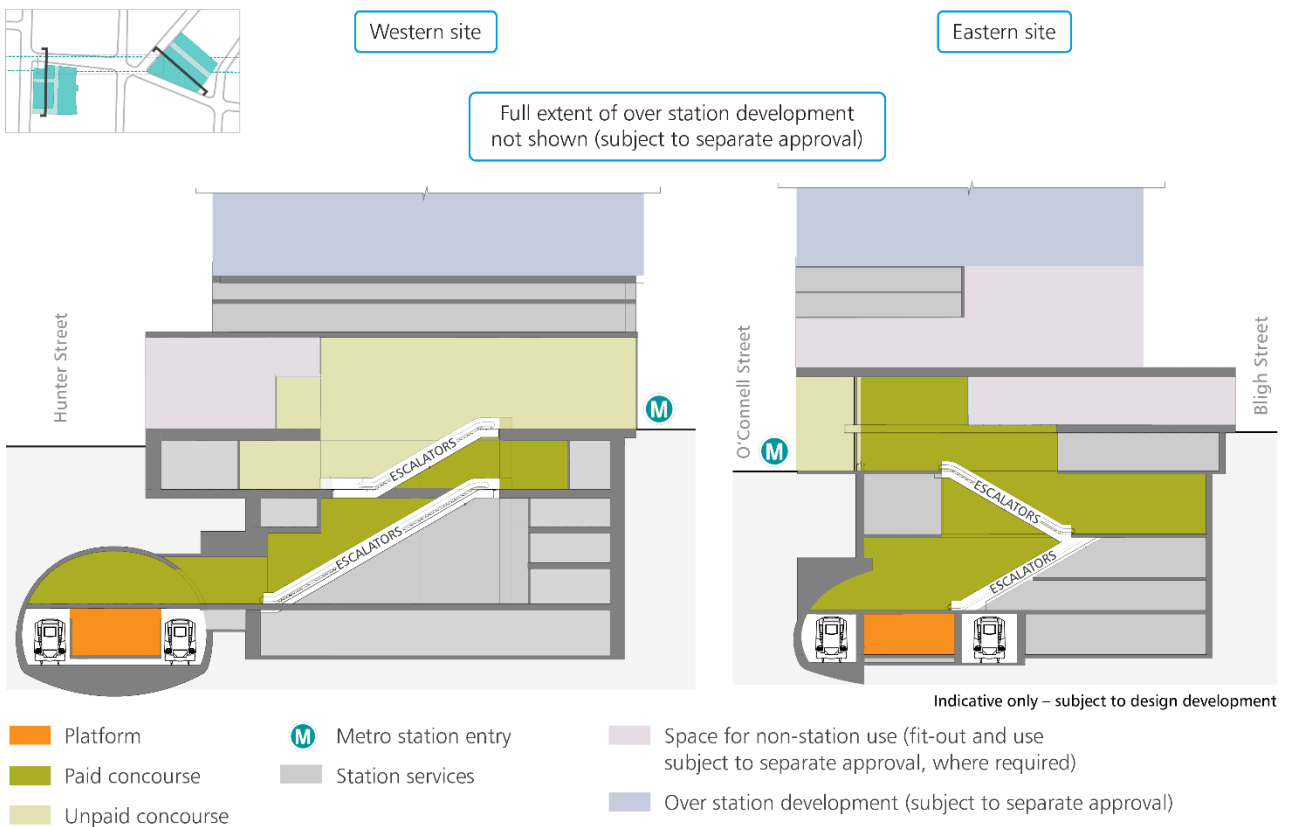 Western site
Eastern site
Full extent of over station development
not shown (subject to separate approval)
Hunter Street
M
ESCALATORS
ESCALATORS
O'Connell Street
M
ESCALATORS
ESCALATORS
Bligh Street
Indicative only – subject to design development
Platform
Paid concourse
Unpaid concourse
M Metro station entry
Station services
Space for non-station use (fit-out and use
subject to separate approval, where required)
Over station development (subject to separate approval)